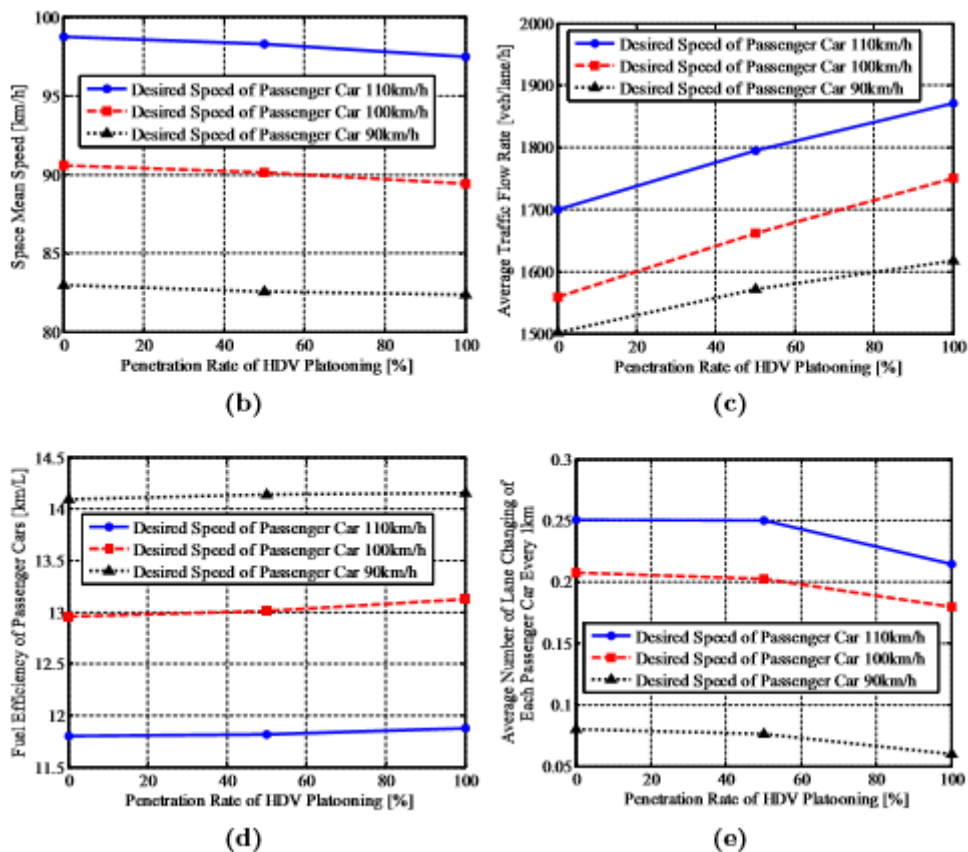 100
95
90
85
80
Space Mean Speed [km/h]
Desired Speed of Passenger Car 110km/h
Desired Speed of Passenger Car 100km/h
Desired Speed of Passenger Car 90km/h
0 20 40 60 80 100
Penetration Rate of HDV Platooning [%]
(b)
2000
1900
1800
1700
1600
1500
Average Traffic Flow Rate [veh/lane/h]
Desired Speed of Passenger Car 110km/h
Desired Speed of Passenger Car 100km/h
Desired Speed of Passenger Car 90km/h
0 20 40 60 80 100
Penetration Rate of HDV Platooning [%]
(c)
14.5
14
13.5
13
12.5
12
11.5
Fuel Efficiency of Passenger Cars [km/L]
Desired Speed of Passenger Car 110km/h
Desired Speed of Passenger Car 100km/h
Desired Speed of Passenger Car 90km/h
0 20 40 60 80 100
Penetration Rate of HDV Platooning [%]
(d)
0.3
0.25
0.2
0.15
0.1
0.05
Average Number of Lane Changing of
Each Passenger Car Every 1km
Desired Speed of Passenger Car 110km/h
Desired Speed of Passenger Car 100km/h
Desired Speed of Passenger Car 90km/h
0 20 40 60 80 100
Penetration Rate of HDV Platooning [%]
(e)